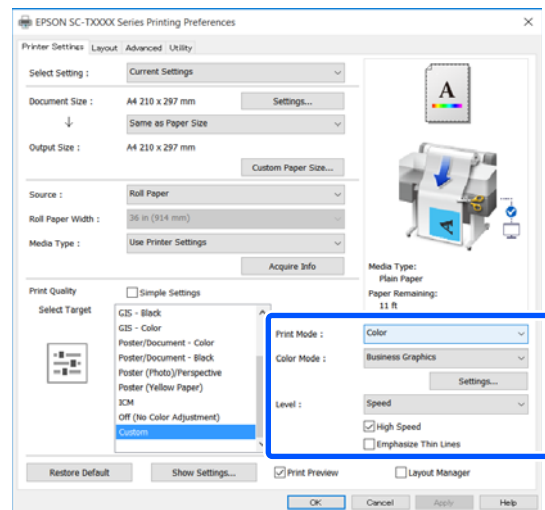 EPSON SC-TXXXX Series Printing Preferences
Printer Settings Layout Advanced Utility
Select Setting : Current Settings
Document Size : A4 210 x 297 mm Settings...
Same as Paper Size
Output Size : A4 210 x 297 mm
Custom Paper Size...
Source : Roll Paper
Roll Paper Width : 36 in (914 mm)
Media Type : Use Printer Settings
Acquire Info
A
A
Media Type:
Plain Paper
Paper Remaining:
11 ft
Print Quality Simple Settings
Select Target
GIS - Black
GIS - Color
Poster/Document - Color
Poster/Document - Black
Poster (Photo)/Perspective
Poster (Yellow Paper)
ICM
Off (No Color Adjustment)
Custom
Print Mode : Color
Color Mode : Business Graphics
Settings...
Level : Speed
High Speed
Emphasize Thin Lines
Restore Default Show Settings... Print Preview Layout Manager
OK Cancel Apply Help